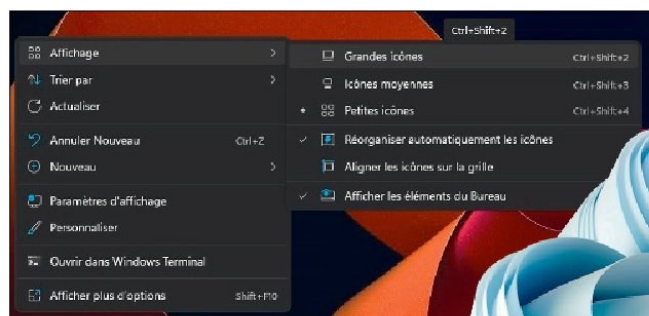 Ctrl+Shift+2
Affichage
Trier par
Actualiser
Annuler Nouveau Ctrl+Z
Nouveau
Paramètres d'affichage
Personnaliser
Ouvrir dans Windows Terminal
Afficher plus d'options Shift+F10
Grandes icônes Ctrl+Shift+2
Icônes moyennes Ctrl+Shift+3
Petites icônes Ctrl+Shift+4
Réorganiser automatiquement les icônes
Aligner les icônes sur la grille
Afficher les éléments du Bureau